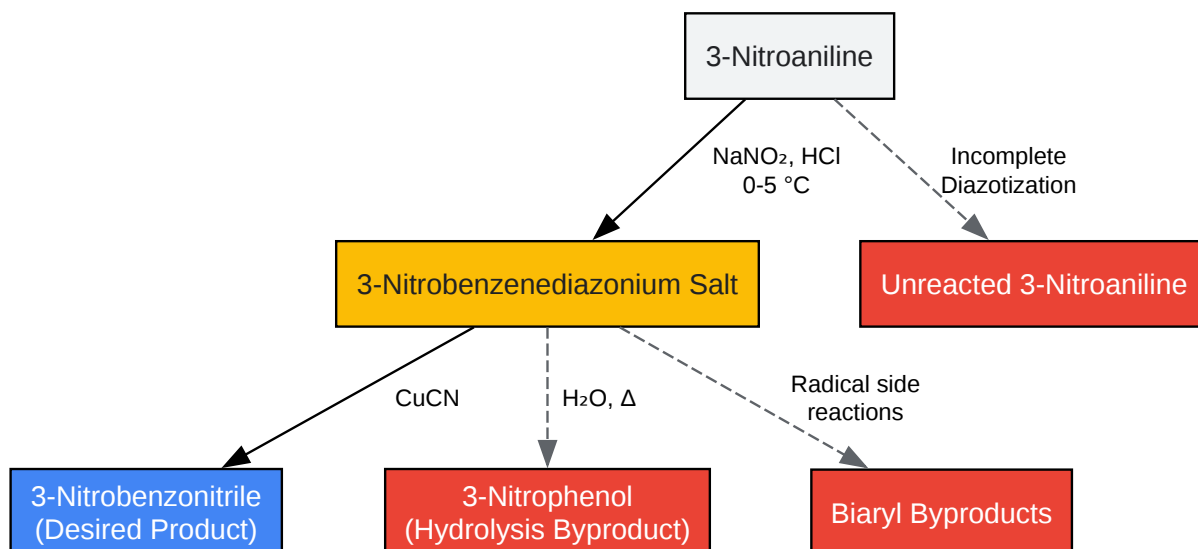 3-Nitroaniline
NaNO₂, HCl
0-5 °C
Incomplete
Diazotization
3-Nitrobenzenediazonium Salt
Unreacted 3-Nitroaniline
CuCN
H₂O, Δ
Radical side
reactions
3-Nitrobenzonitrile
(Desired Product)
3-Nitrophenol
(Hydrolysis Byproduct)
Biaryl Byproducts